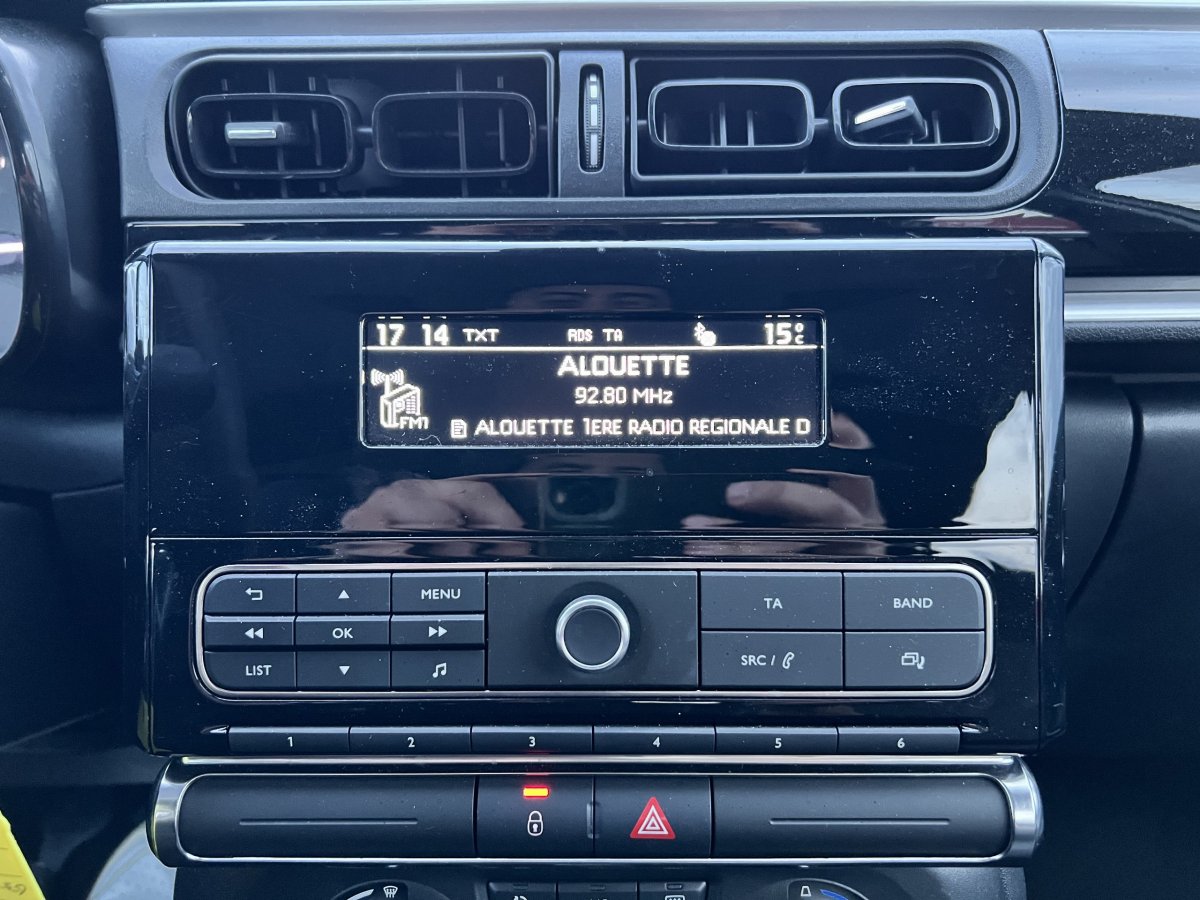 17 14 TXT RDS TA 15°C
ALOUETTE
92.80 MHz
FM1
ALOUETTE 1ERE RADIO REGIONALE D
MENU
TA
BAND
OK
LIST
SRC /
1 2 3 4 5 6